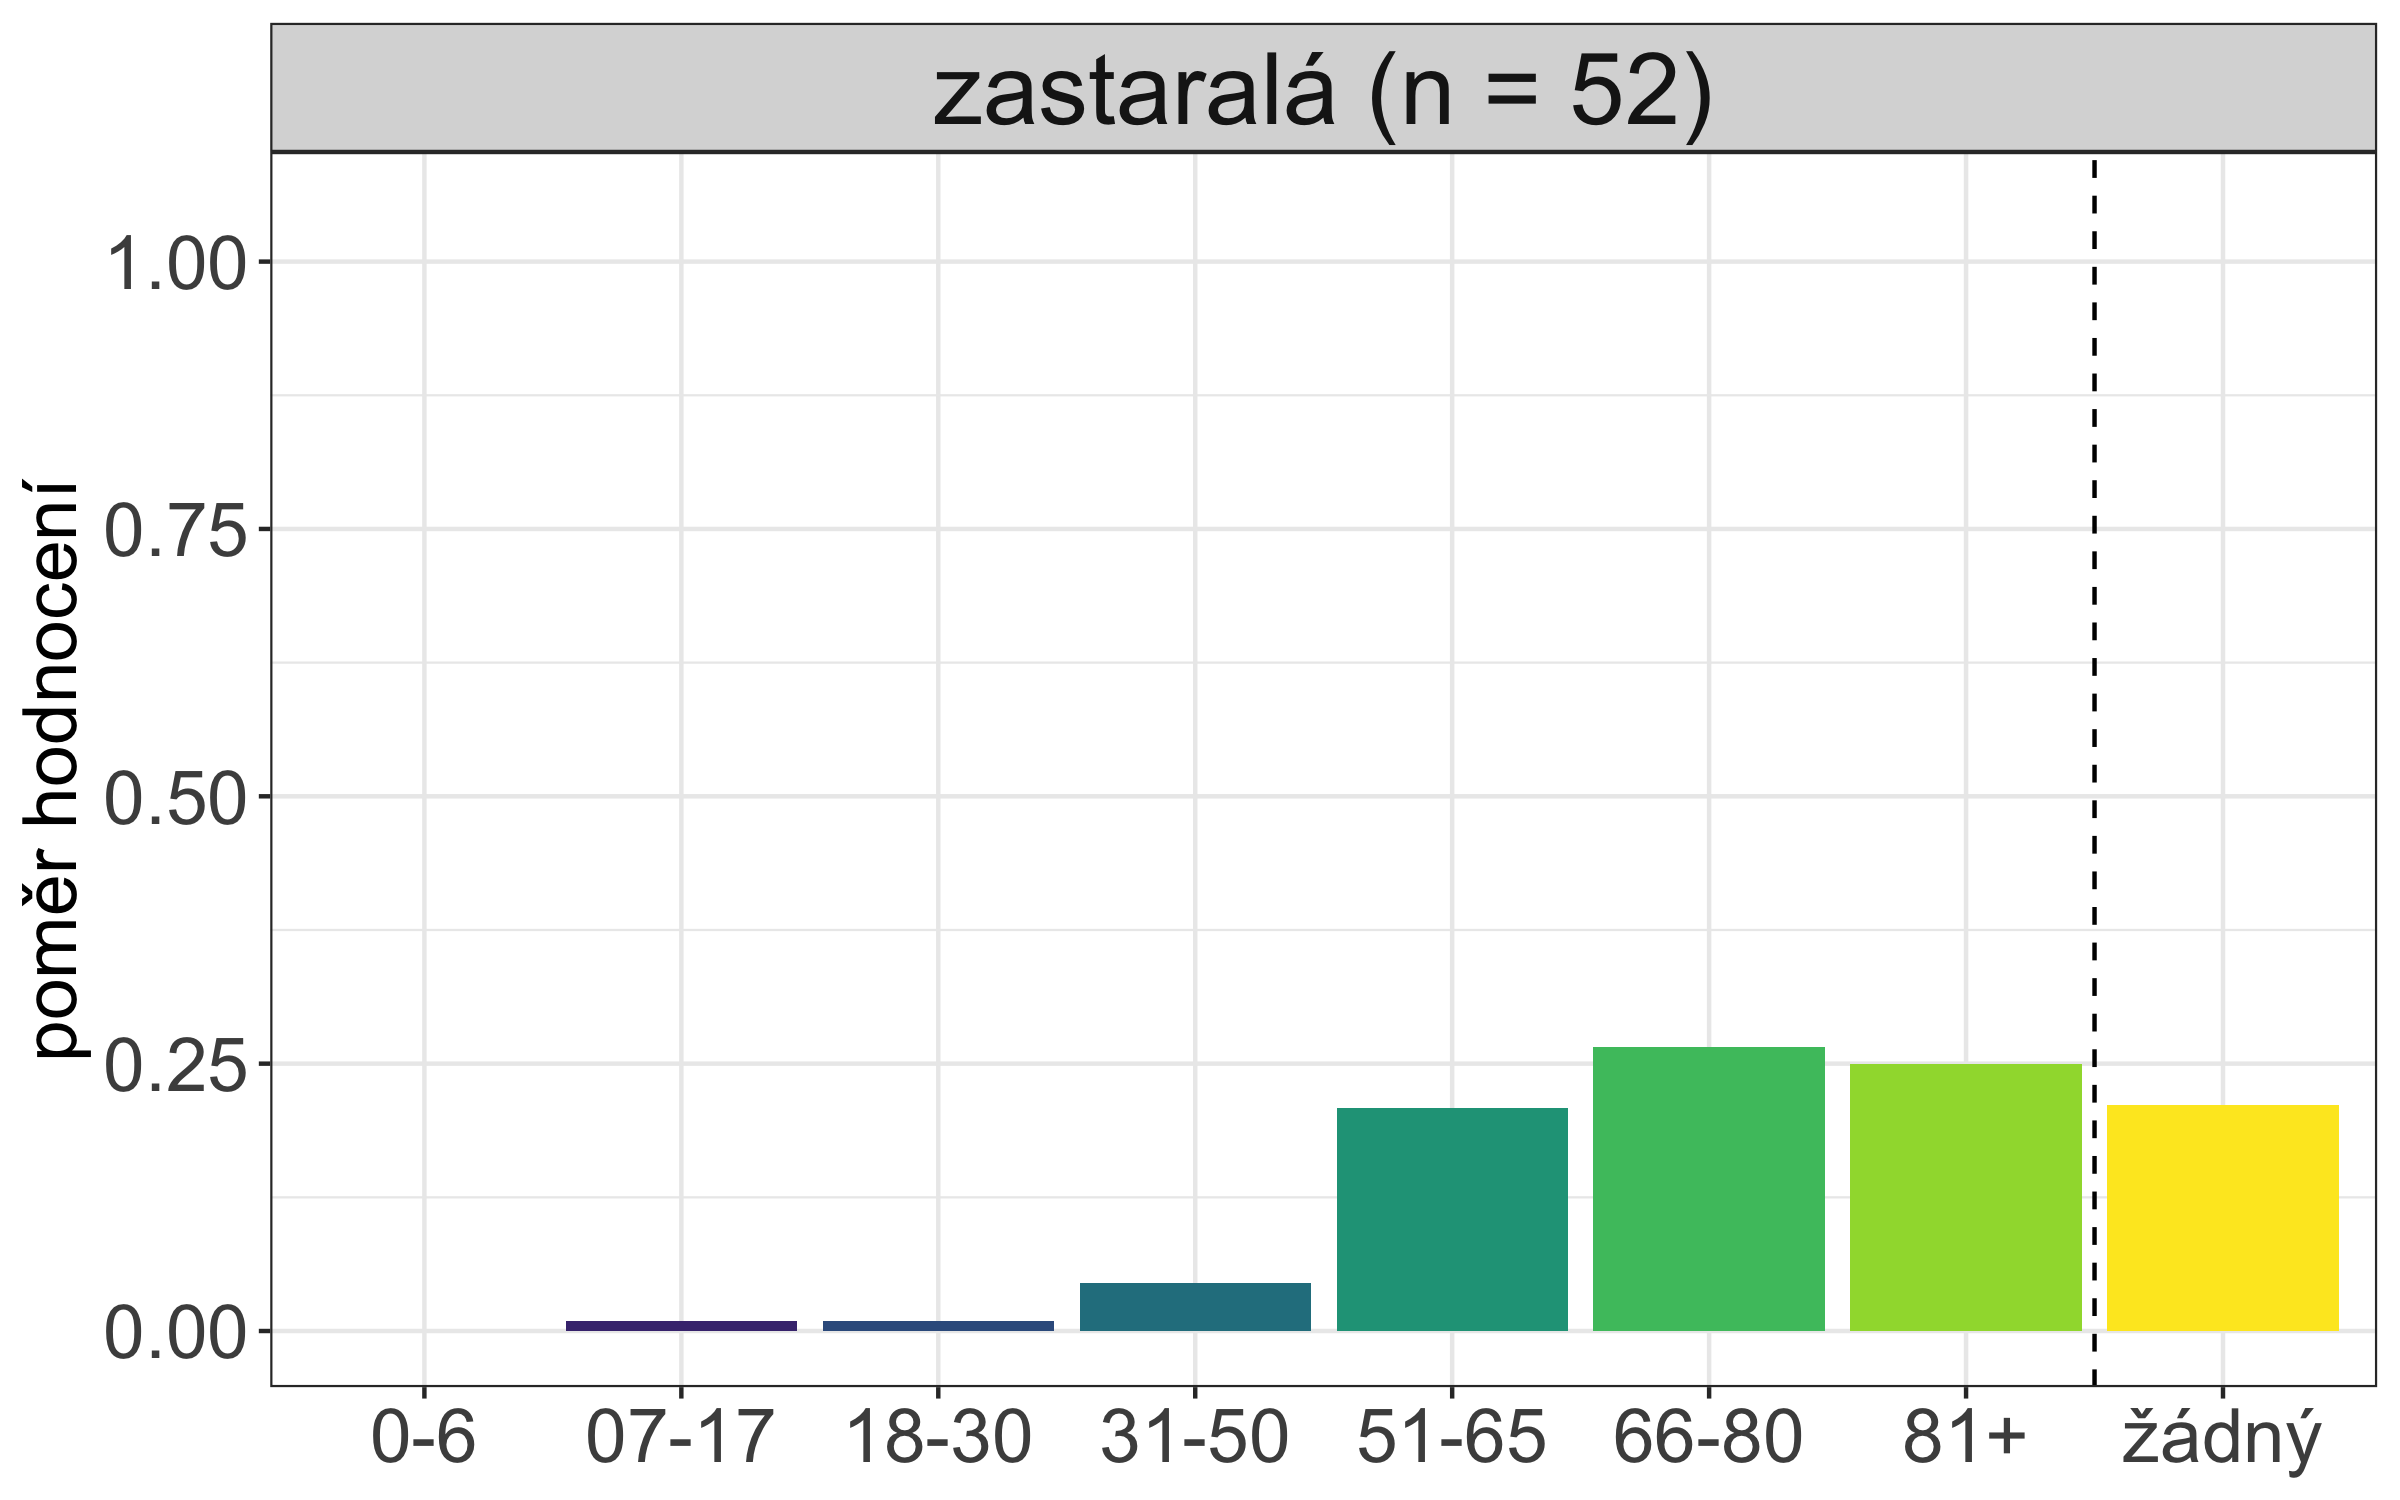 zastaralá (n = 52)
poměr hodnocení
1.00
0.75
0.50
0.25
0.00
0-6 07-17 18-30 31-50 51-65 66-80 81+ žádný